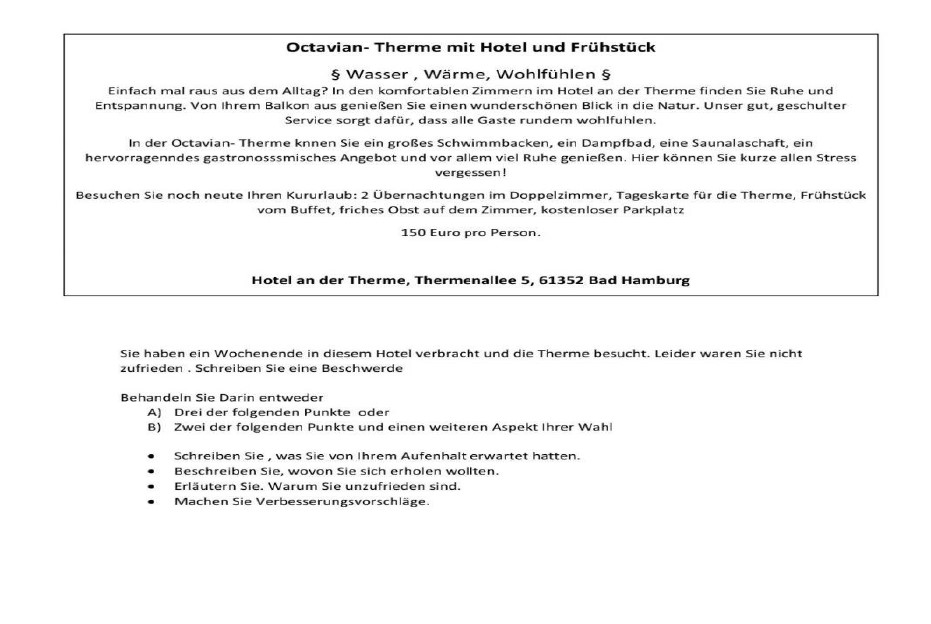 Octavian- Therme mit Hotel und Frühstück
§ Wasser , Wärme, Wohlfühlen §
Einfach mal raus aus dem Alltag? In den komfortablen Zimmern im Hotel an der Therme finden Sie Ruhe und
Entspannung. Von Ihrem Balkon aus genießen Sie einen wunderschönen Blick in die Natur. Unser gut, geschulter
Service sorgt dafür, dass alle Gaste rundem wohlfuhlen.
In der Octavian- Therme knnen Sie ein großes Schwimmbacken, ein Dampfbad, eine Saunalaschaft, ein
hervorragenndes gastronosssmisches Angebot und vor allem viel Ruhe genießen. Hier können Sie kurze allen Stress
vergessen!
Besuchen Sie noch neute Ihren Kururlaub: 2 Übernachtungen im Doppelzimmer, Tageskarte für die Therme, Frühstück
vom Buffet, friches Obst auf dem Zimmer, kostenloser Parkplatz
150 Euro pro Person.
Hotel an der Therme, Thermenallee 5, 61352 Bad Hamburg
Sie haben ein Wochenende in diesem Hotel verbracht und die Therme besucht. Leider waren Sie nicht
zufrieden . Schreiben Sie eine Beschwerde
Behandeln Sie Darin entweder
A) Drei der folgenden Punkte oder
B) Zwei der folgenden Punkte und einen weiteren Aspekt Ihrer Wahl
• Schreiben Sie , was Sie von Ihrem Aufenhalt erwartet hatten.
• Beschreiben Sie, wovon Sie sich erholen wollten.
• Erläutern Sie. Warum Sie unzufrieden sind.
• Machen Sie Verbesserungsvorschläge.